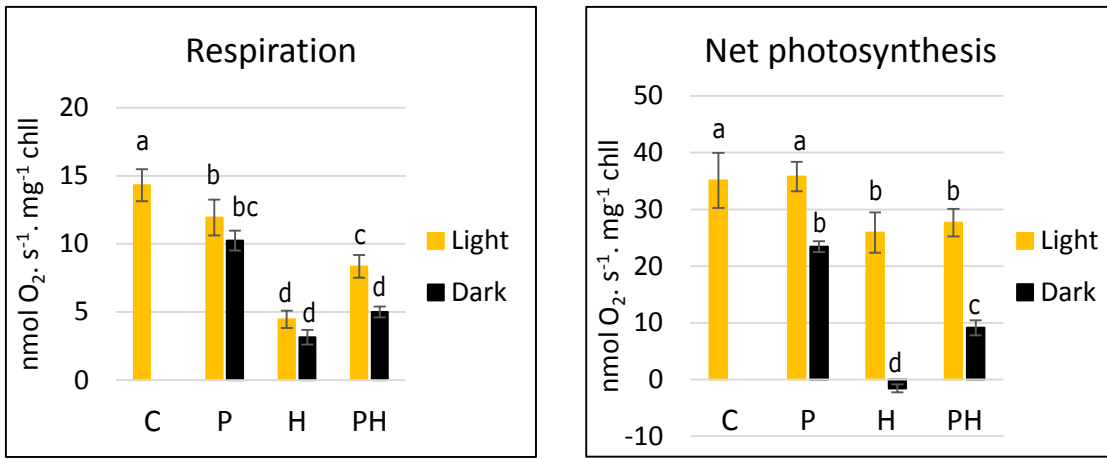 Respiration
nmol O₂. s⁻¹. mg⁻¹ chll
20
15
10
5
0
a
b
bc
d
d
c
d
C P H PH
Light
Dark
Net photosynthesis
nmol O₂. s⁻¹. mg⁻¹ chll
50
40
30
20
10
0
-10
a
a
b
b
d
b
c
C P H PH
Light
Dark